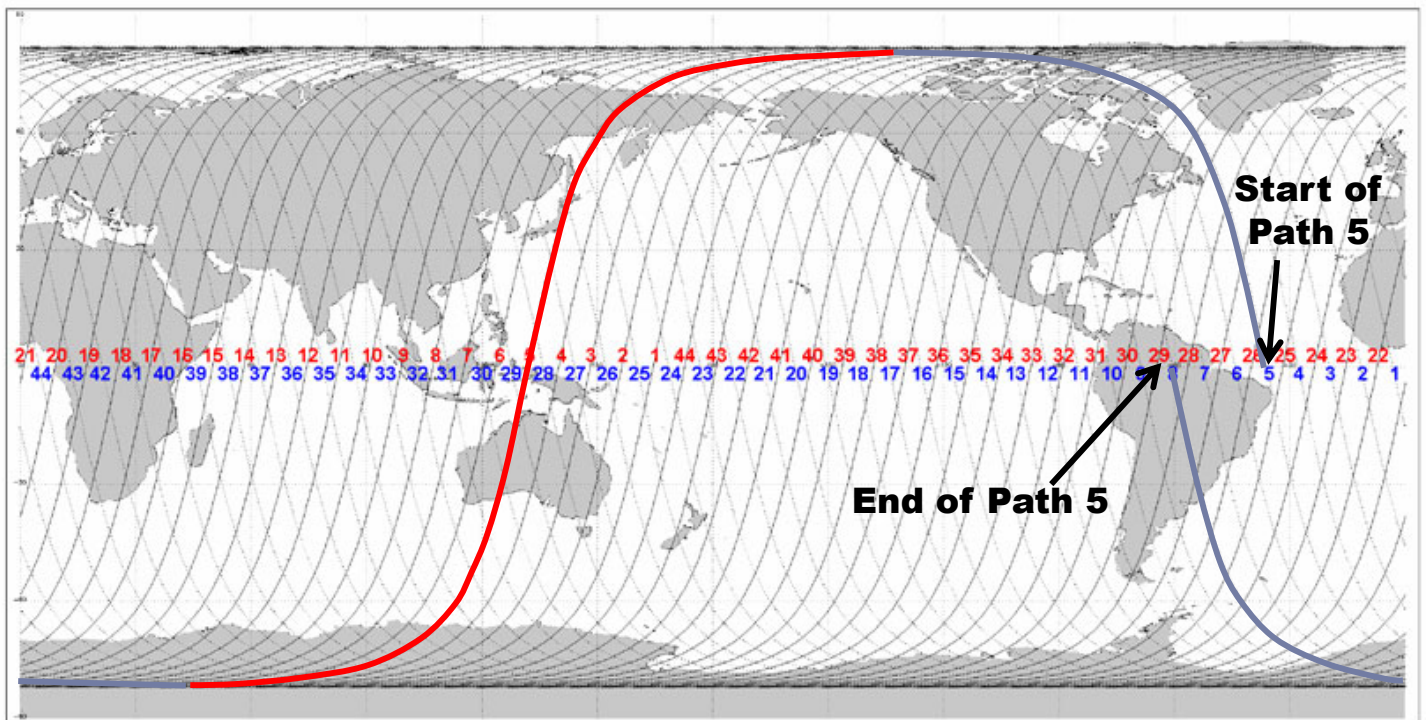 Start of
Path 5
21 20 19 18 17 16 15 14 13 12 11 10 9 8 7 6 5 4 3 2 1 44 43 42 41 40 39 38 37 36 35 34 33 32 31 30 29 28 27 26 25 24 23 22
44 43 42 41 40 39 38 37 36 35 34 33 32 31 30 29 28 27 26 25 24 23 22 21 20 19 18 17 16 15 14 13 12 11 10 9 8 7 6 5 4 3 2 1
End of Path 5